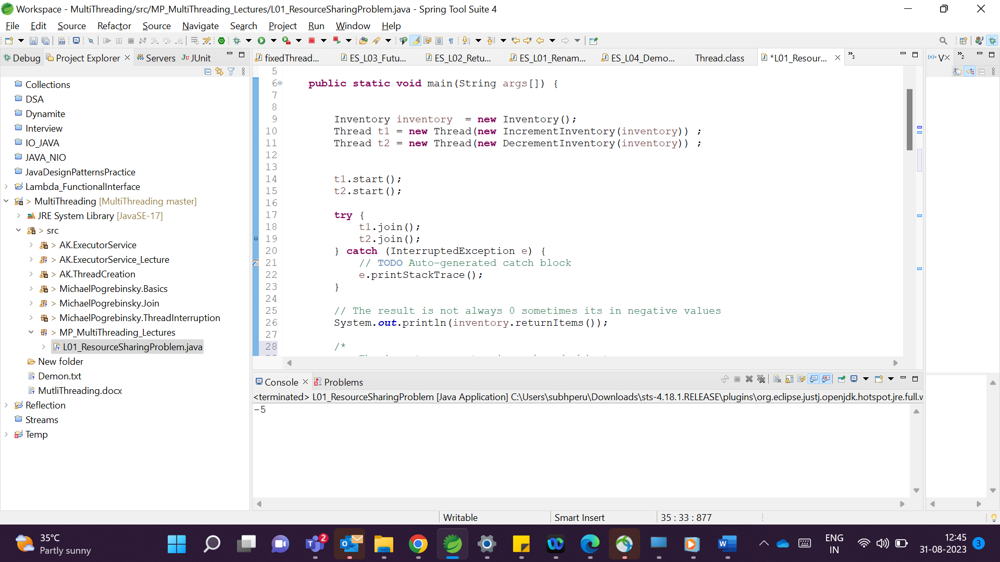 Workspace - MultiThreading/src/MP_MultiThreading_Lectures/L01_ResourceSharingProblem.java - Spring Tool Suite 4
File Edit Source Refactor Source Navigate Search Project Run Window Help
Debug Project Explorer Servers JUnit
Collections
DSA
Dynamite
Interview
IO_JAVA
JAVA_NIO
JavaDesignPatternsPractice
Lambda_FunctionalInterface
> MultiThreading [MultiThreading master]
JRE System Library [JavaSE-17]
> src
> AK.ExecutorService
> AK.ExecutorService_Lecture
> AK.ThreadCreation
> MichaelPogrebinsky.Basics
> MichaelPogrebinsky.Join
> MichaelPogrebinsky.ThreadInterruption
> MP_MultiThreading_Lectures
L01_ResourceSharingProblem.java
New folder
Demon.txt
MutliThreading.docx
Reflection
Streams
Temp
fixedThread... ES_L03_Futu... ES_L02_Retu... ES_L01_Renam... ES_L04_Demo... Thread.class *L01_Resour... »3
(x)= V »2
5
6 public static void main(String args[]) {
7
8
9 Inventory inventory  = new Inventory();
10 Thread t1 = new Thread(new IncrementInventory(inventory)) ;
11 Thread t2 = new Thread(new DecrementInventory(inventory)) ;
12
13
14 t1.start();
15 t2.start();
16
17 try {
18 t1.join();
19 t2.join();
20 } catch (InterruptedException e) {
21 // TODO Auto-generated catch block
22 e.printStackTrace();
23 }
24
25 // The result is not always 0 sometimes its in negative values
26 System.out.println(inventory.returnItems());
27
28 /*
Console Problems
<terminated> L01_ResourceSharingProblem [Java Application] C:\Users\subhperu\Downloads\sts-4.18.1.RELEASE\plugins\org.eclipse.justj.openjdk.hotspot.jre.full.w
-5
Writable Smart Insert 35 : 33 : 877
35°C
Partly sunny
2
ENG
IN
12:45
31-08-2023
3